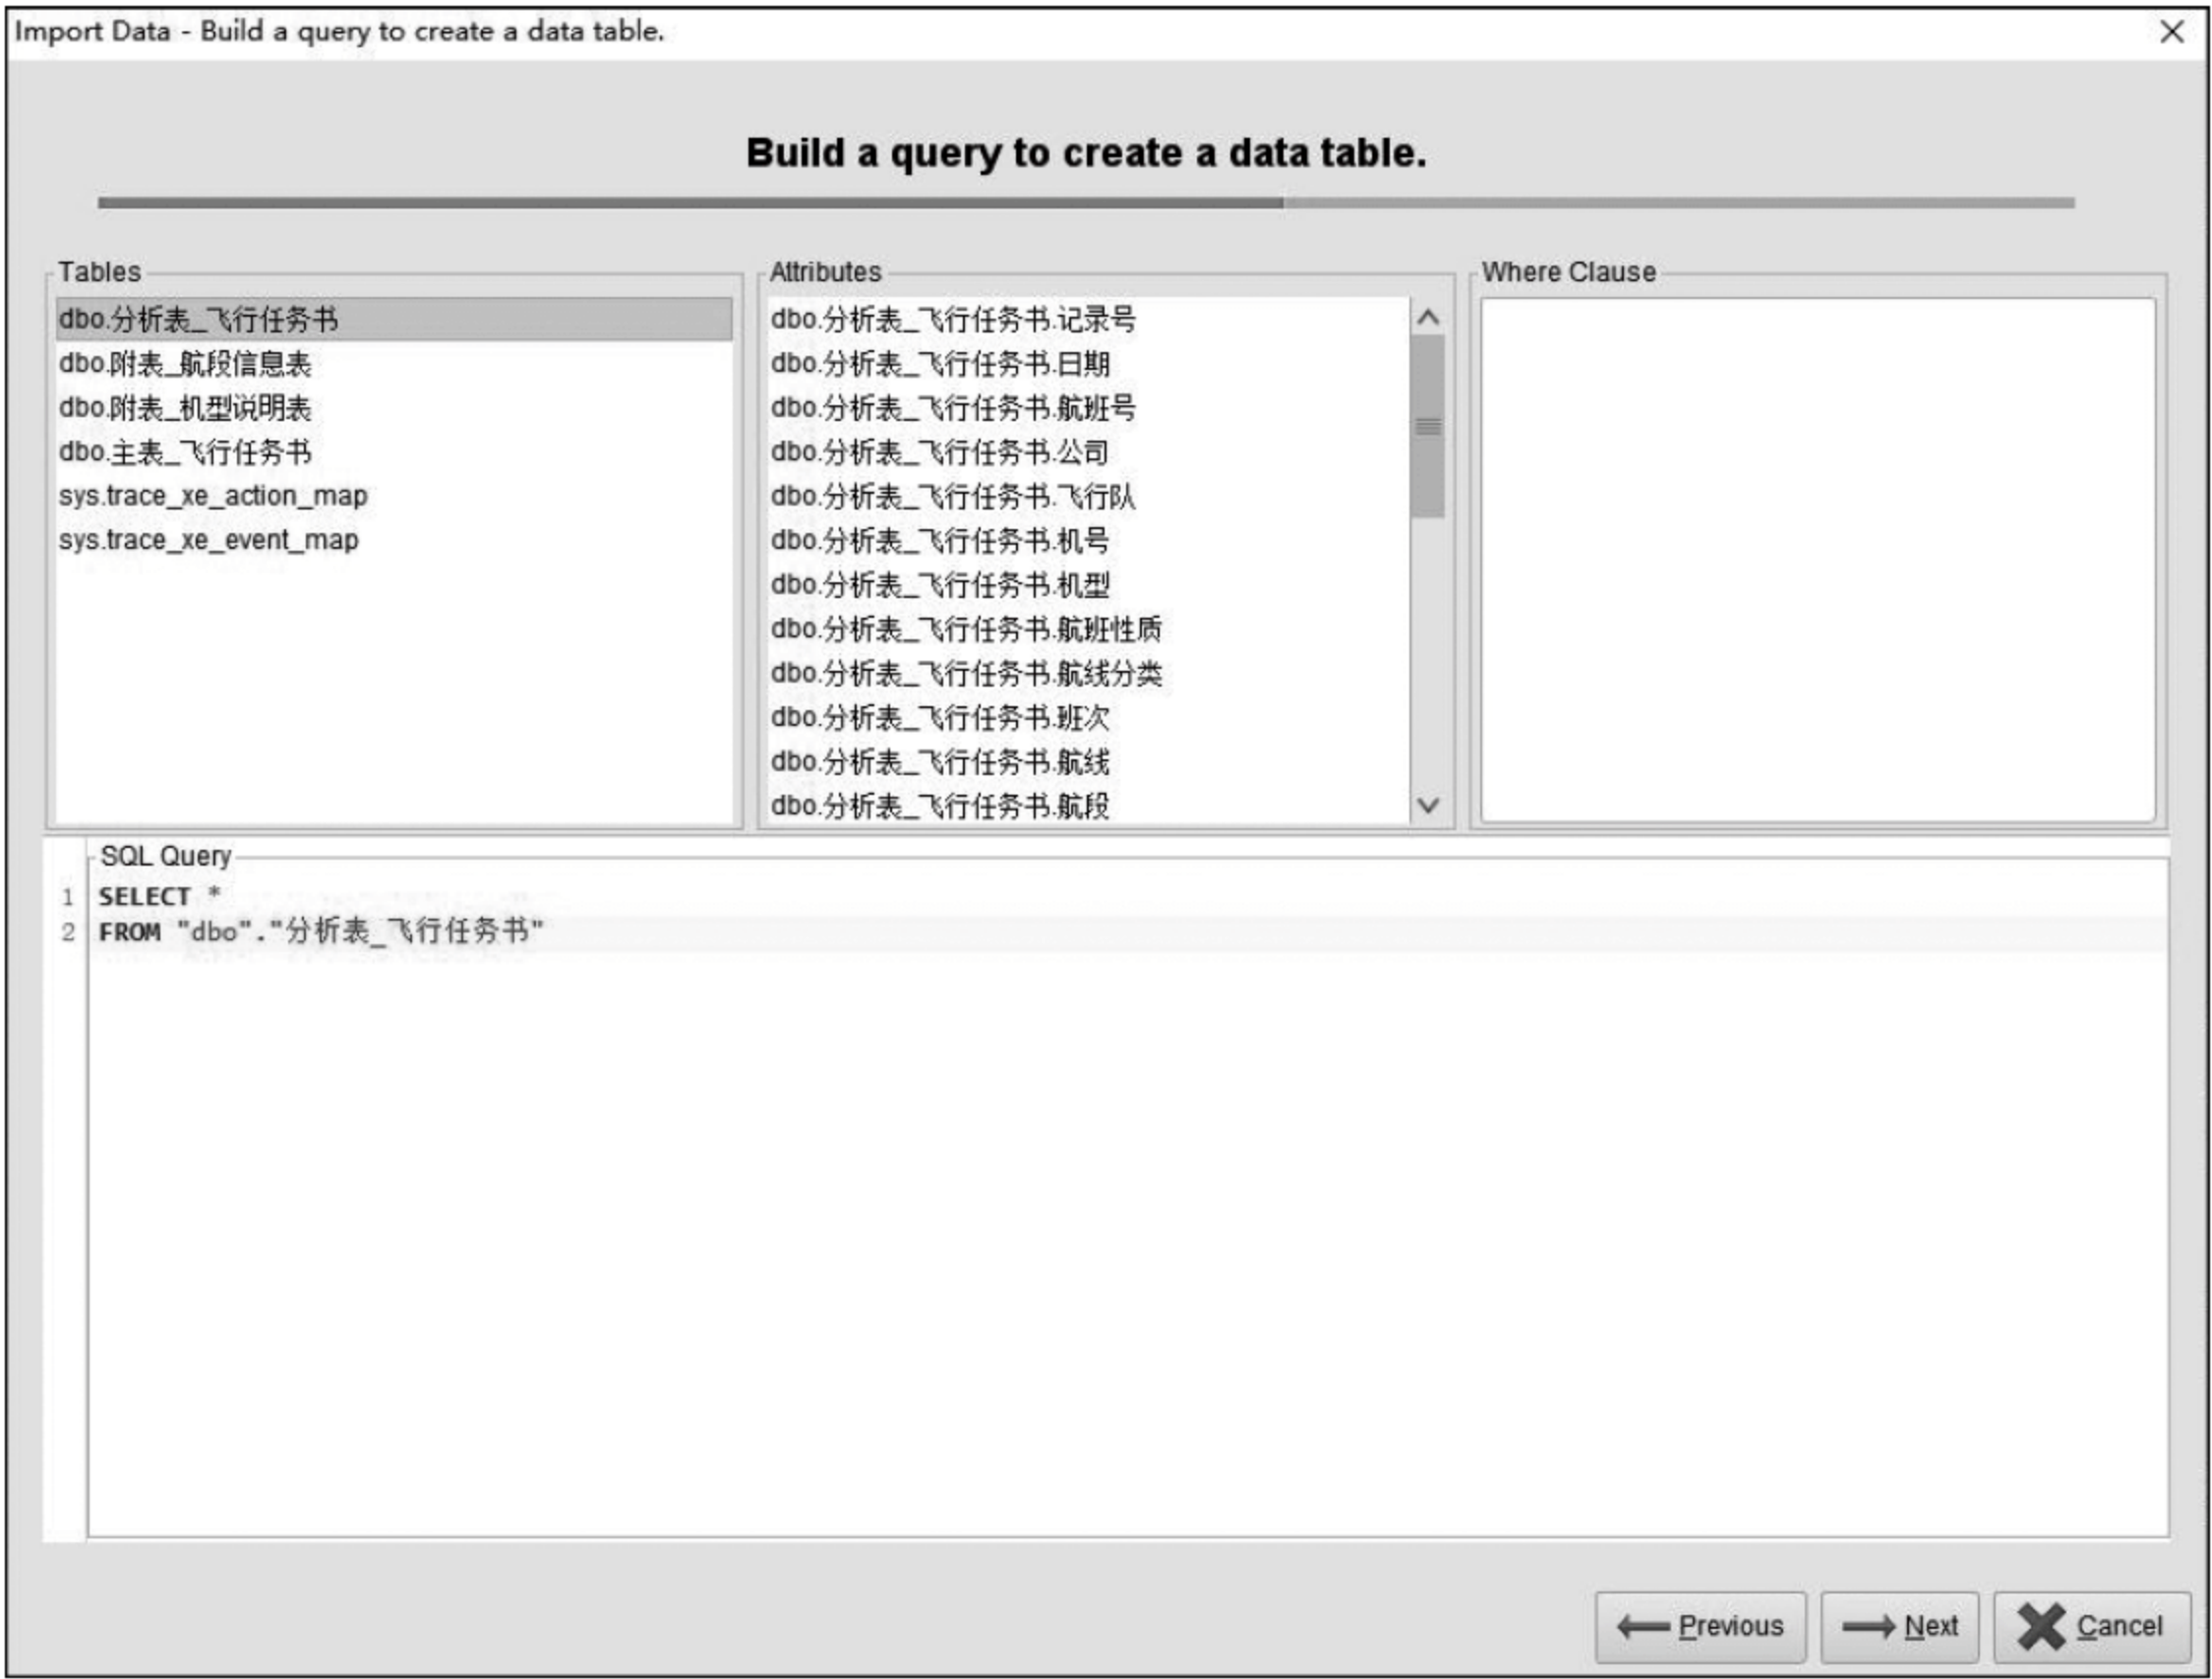 Import Data - Build a query to create a data table.
Build a query to create a data table.
Tables
dbo.分析表_飞行任务书
dbo.附表_航段信息表
dbo.附表_机型说明表
dbo.主表_飞行任务书
sys.trace_xe_action_map
sys.trace_xe_event_map
Attributes
dbo.分析表_飞行任务书.记录号
dbo.分析表_飞行任务书.日期
dbo.分析表_飞行任务书.航班号
dbo.分析表_飞行任务书.公司
dbo.分析表_飞行任务书.飞行队
dbo.分析表_飞行任务书.机号
dbo.分析表_飞行任务书.机型
dbo.分析表_飞行任务书.航班性质
dbo.分析表_飞行任务书.航线分类
dbo.分析表_飞行任务书.班次
dbo.分析表_飞行任务书.航线
dbo.分析表_飞行任务书.航段
Where Clause
SQL Query
1 SELECT *
2 FROM "dbo"."分析表_飞行任务书"
Previous
Next
Cancel